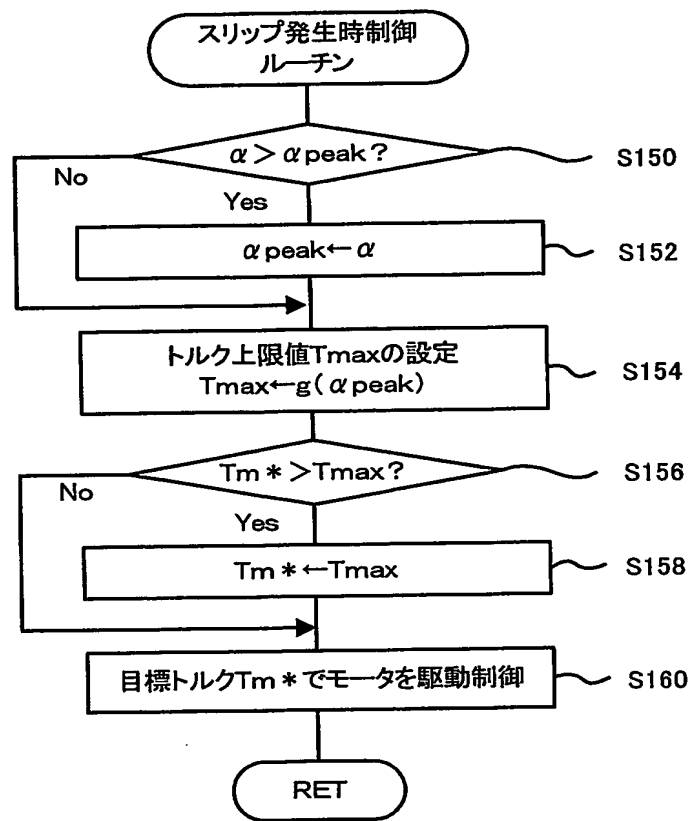 スリップ発生時制御
ルーチン
α＞αpeak？
S150
No
Yes
αpeak←α
S152
トルク上限値Tmaxの設定
Tmax←g（αpeak）
S154
Tm＊＞Tmax？
S156
No
Yes
Tm＊←Tmax
S158
目標トルクTm＊でモータを駆動制御
S160
RET